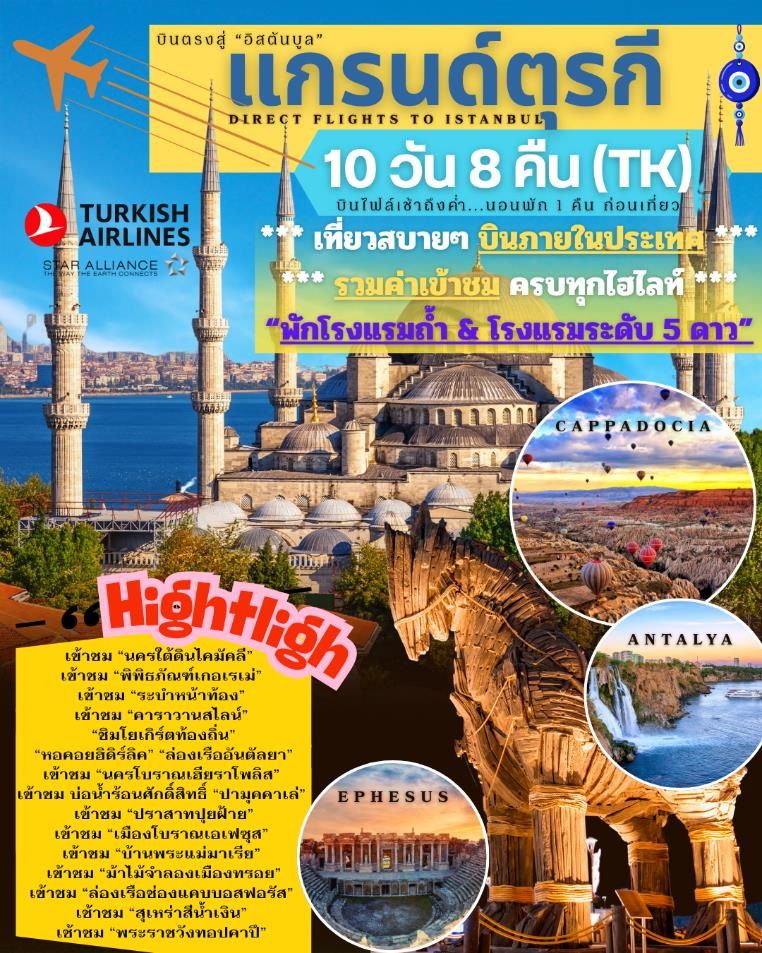 บินตรงสู่ “อิสตันบูล”
แกรนด์ตุรกี
DIRECT FLIGHTS TO ISTANBUL
10 วัน 8 คืน (TK)
บินไฟล์เช้าถึงค่ำ...นอนพัก 1 คืน ก่อนเที่ยว
TURKISH
AIRLINES
STAR ALLIANCE
THE WAY THE EARTH CONNECTS
*** เที่ยวสบายๆ บินภายในประเทศ ***
*** รวมค่าเข้าชม ครบทุกไฮไลท์ ***
“พักโรงแรมถ้ำ & โรงแรมระดับ 5 ดาว”
CAPPADOCIA
ANTALYA
EPHESUS
“Hightligh
เข้าชม “นครใต้ดินไคมัคลี”
เข้าชม “พิพิธภัณฑ์เกอเรเม่”
เข้าชม “ระบำหน้าท้อง”
เข้าชม “คาราวานสไลน์”
“ชิมโยเกิร์ตท้องถิ่น”
“หอคอยฮิดิร์ลิค” “ล่องเรืออันตัลยา”
เข้าชม “นครโบราณเฮียราโพลิส”
เข้าชม บ่อน้ำร้อนศักดิ์สิทธิ์ “ปามุคคาเล่”
เข้าชม “ปราสาทปุยฝ้าย”
เข้าชม “เมืองโบราณเอเฟซุส”
เข้าชม “บ้านพระแม่มาเรีย”
เข้าชม “ม้าไม้จำลองเมืองทรอย”
เข้าชม “ล่องเรือช่องแคบบอสฟอรัส”
เข้าชม “สุเหร่าสีน้ำเงิน”
เข้าชม “พระราชวังทอปคาปึ”